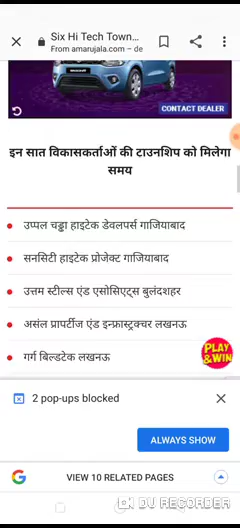 Six Hi Tech Town...
From amarujala.com – de
CONTACT DEALER
इन सात विकासकर्ताओं की टाउनशिप को मिलेगा
समय
उप्पल चड्ढा हाइटेक डेवलपर्स गाजियाबाद
सनसिटी हाइटेक प्रोजेक्ट गाजियाबाद
उत्तम स्टील्स एंड एसोसिएट्स बुलंदशहर
असंल प्रापर्टीज एंड इन्फ्रास्ट्रक्चर लखनऊ
गर्ग बिल्डटेक लखनऊ
PLAY
&WIN
2 pop-ups blocked
ALWAYS SHOW
VIEW 10 RELATED PAGES
DU RECORDER